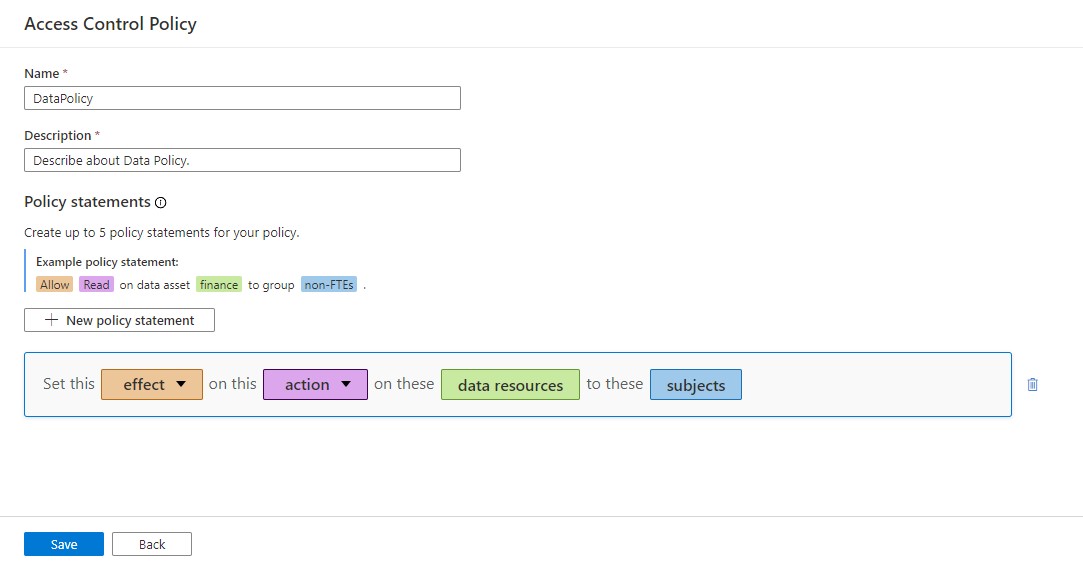 Access Control Policy
Name *
DataPolicy
Description *
Describe about Data Policy.
Policy statements
Create up to 5 policy statements for your policy.
Example policy statement:
Allow Read on data asset finance to group non-FTEs .
New policy statement
Set this effect on this action on these data resources to these subjects
Save Back